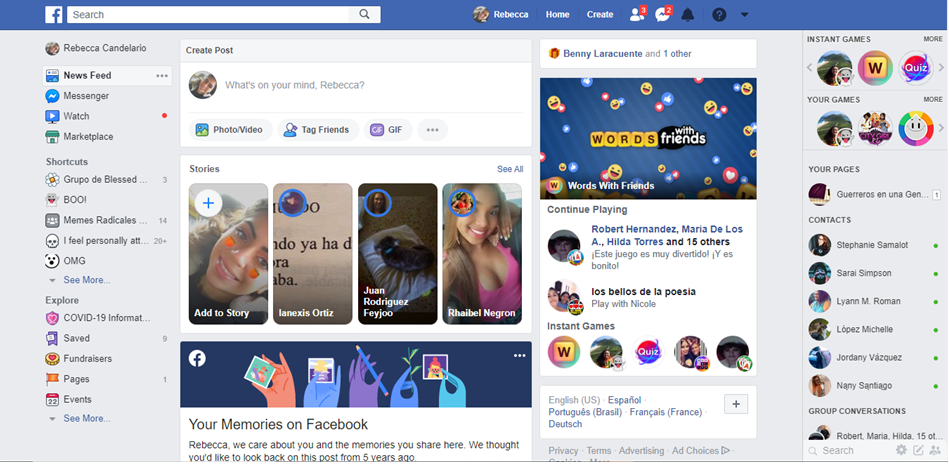 Search
Rebecca
Home
Create
3
2
Rebecca Candelario
News Feed
Messenger
Watch
Marketplace
Shortcuts
Grupo de Blessed ... 3
BOO!
Memes Radicales ... 14
I feel personally att... 20+
OMG
See More...
Explore
COVID-19 Informat...
Saved 9
Fundraisers
Pages 1
Events
See More...
Create Post
What's on your mind, Rebecca?
Photo/Video
Tag Friends
GIF
Stories
See All
Add to Story
Ianexis Ortiz
Juan
Rodriguez
Feyjoo
Rhaibel Negron
ndo ya ha d
aba.
Your Memories on Facebook
Rebecca, we care about you and the memories you share here. We thought
you'd like to look back on this post from 5 years ago.
Benny Laracuente and 1 other
WORDS with
friends
Words With Friends
Continue Playing
Robert Hernandez, Maria De Los
A., Hilda Torres and 15 others
¡Este juego es muy divertido! ¡Y es
bonito!
los bellos de la poesia
Play with Nicole
Instant Games
W
Quiz
English (US) · Español ·
Português (Brasil) · Français (France) ·
Deutsch
Privacy · Terms · Advertising · Ad Choices ·
Cookies · More
INSTANT GAMES
MORE
W
Quiz
YOUR GAMES
MORE
YOUR PAGES
Guerreros en una Gen... 1
CONTACTS
Stephanie Samalot
Sarai Simpson
Lyann M. Roman
López Michelle
Jordany Vázquez
Nany Santiago
GROUP CONVERSATIONS
Robert, Maria, Hilda, 15 ot...
Search